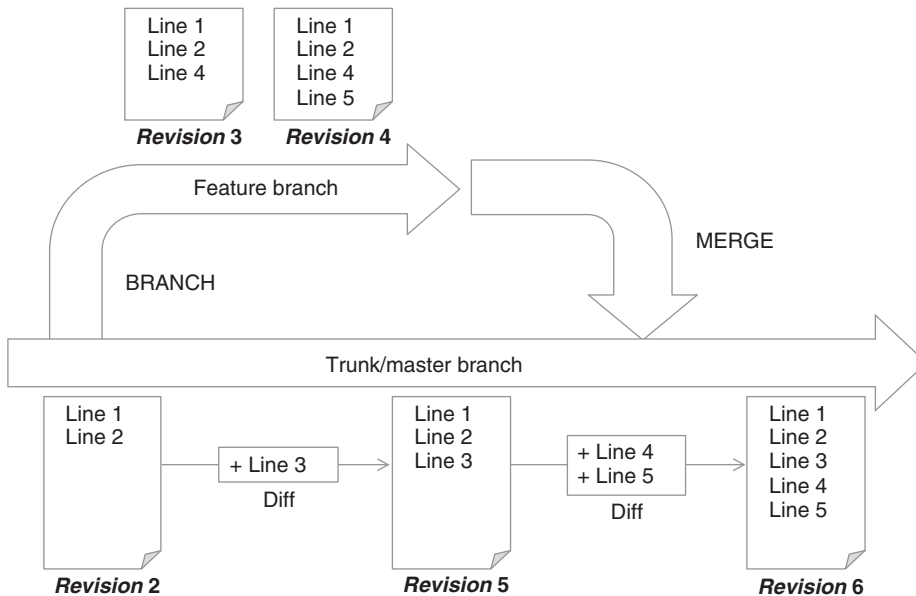 Line 1
Line 2
Line 4
Revision 3
Line 1
Line 2
Line 4
Line 5
Revision 4
Feature branch
BRANCH
MERGE
Trunk/master branch
Line 1
Line 2
Revision 2
+ Line 3
Diff
Line 1
Line 2
Line 3
Revision 5
+ Line 4
+ Line 5
Diff
Line 1
Line 2
Line 3
Line 4
Line 5
Revision 6